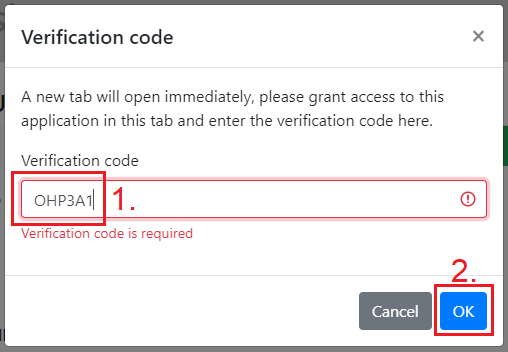 Verification code ×
A new tab will open immediately, please grant access to this
application in this tab and enter the verification code here.
Verification code
OHP3A1 1.
Verification code is required
2.
Cancel OK